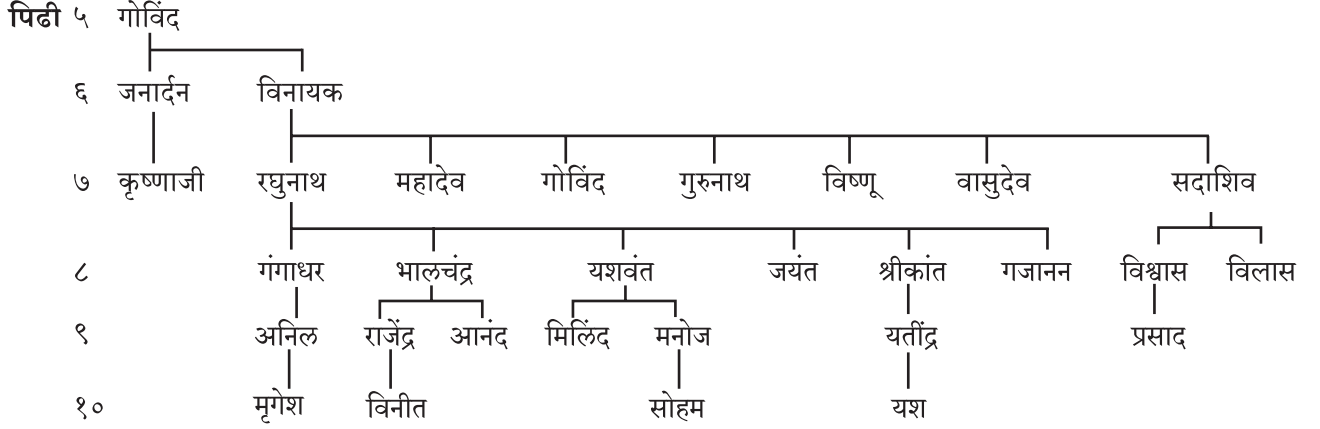 पिढी ५ गोविंद
६ जनार्दन विनायक
७ कृष्णाजी रघुनाथ महादेव गोविंद गुरुनाथ विष्णू वासुदेव सदाशिव
८ गंगाधर भालचंद्र यशवंत जयंत श्रीकांत गजानन विश्वास विलास
९ अनिल राजेंद्र आनंद मिलिंद मनोज यतींद्र प्रसाद
१० मृगेश विनीत सोहम यश